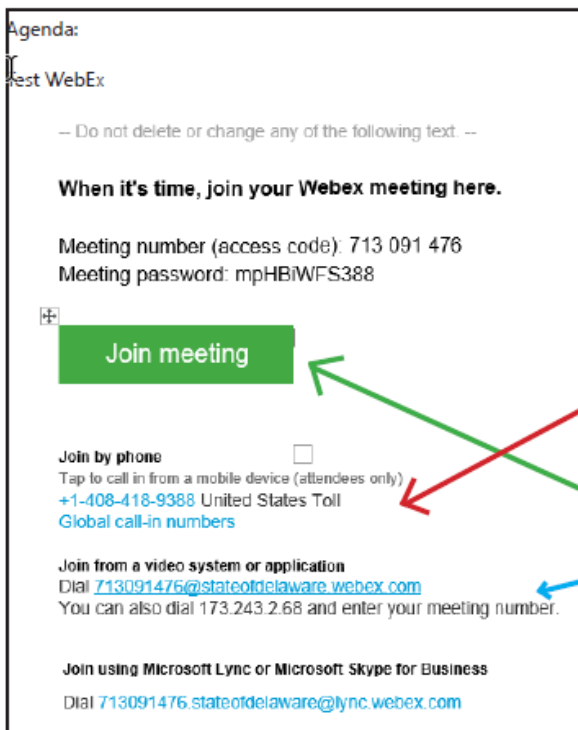 Agenda:
Test WebEx
-- Do not delete or change any of the following text. --
When it's time, join your Webex meeting here.
Meeting number (access code): 713 091 476
Meeting password: mpHBiWFS388
Join meeting
Join by phone
Tap to call in from a mobile device (attendees only)
+1-408-418-9388 United States Toll
Global call-in numbers
Join from a video system or application
Dial 713091476@stateofdelaware.webex.com
You can also dial 173.243.2.68 and enter your meeting number.
Join using Microsoft Lync or Microsoft Skype for Business
Dial 713091476.stateofdelaware@lync.webex.com